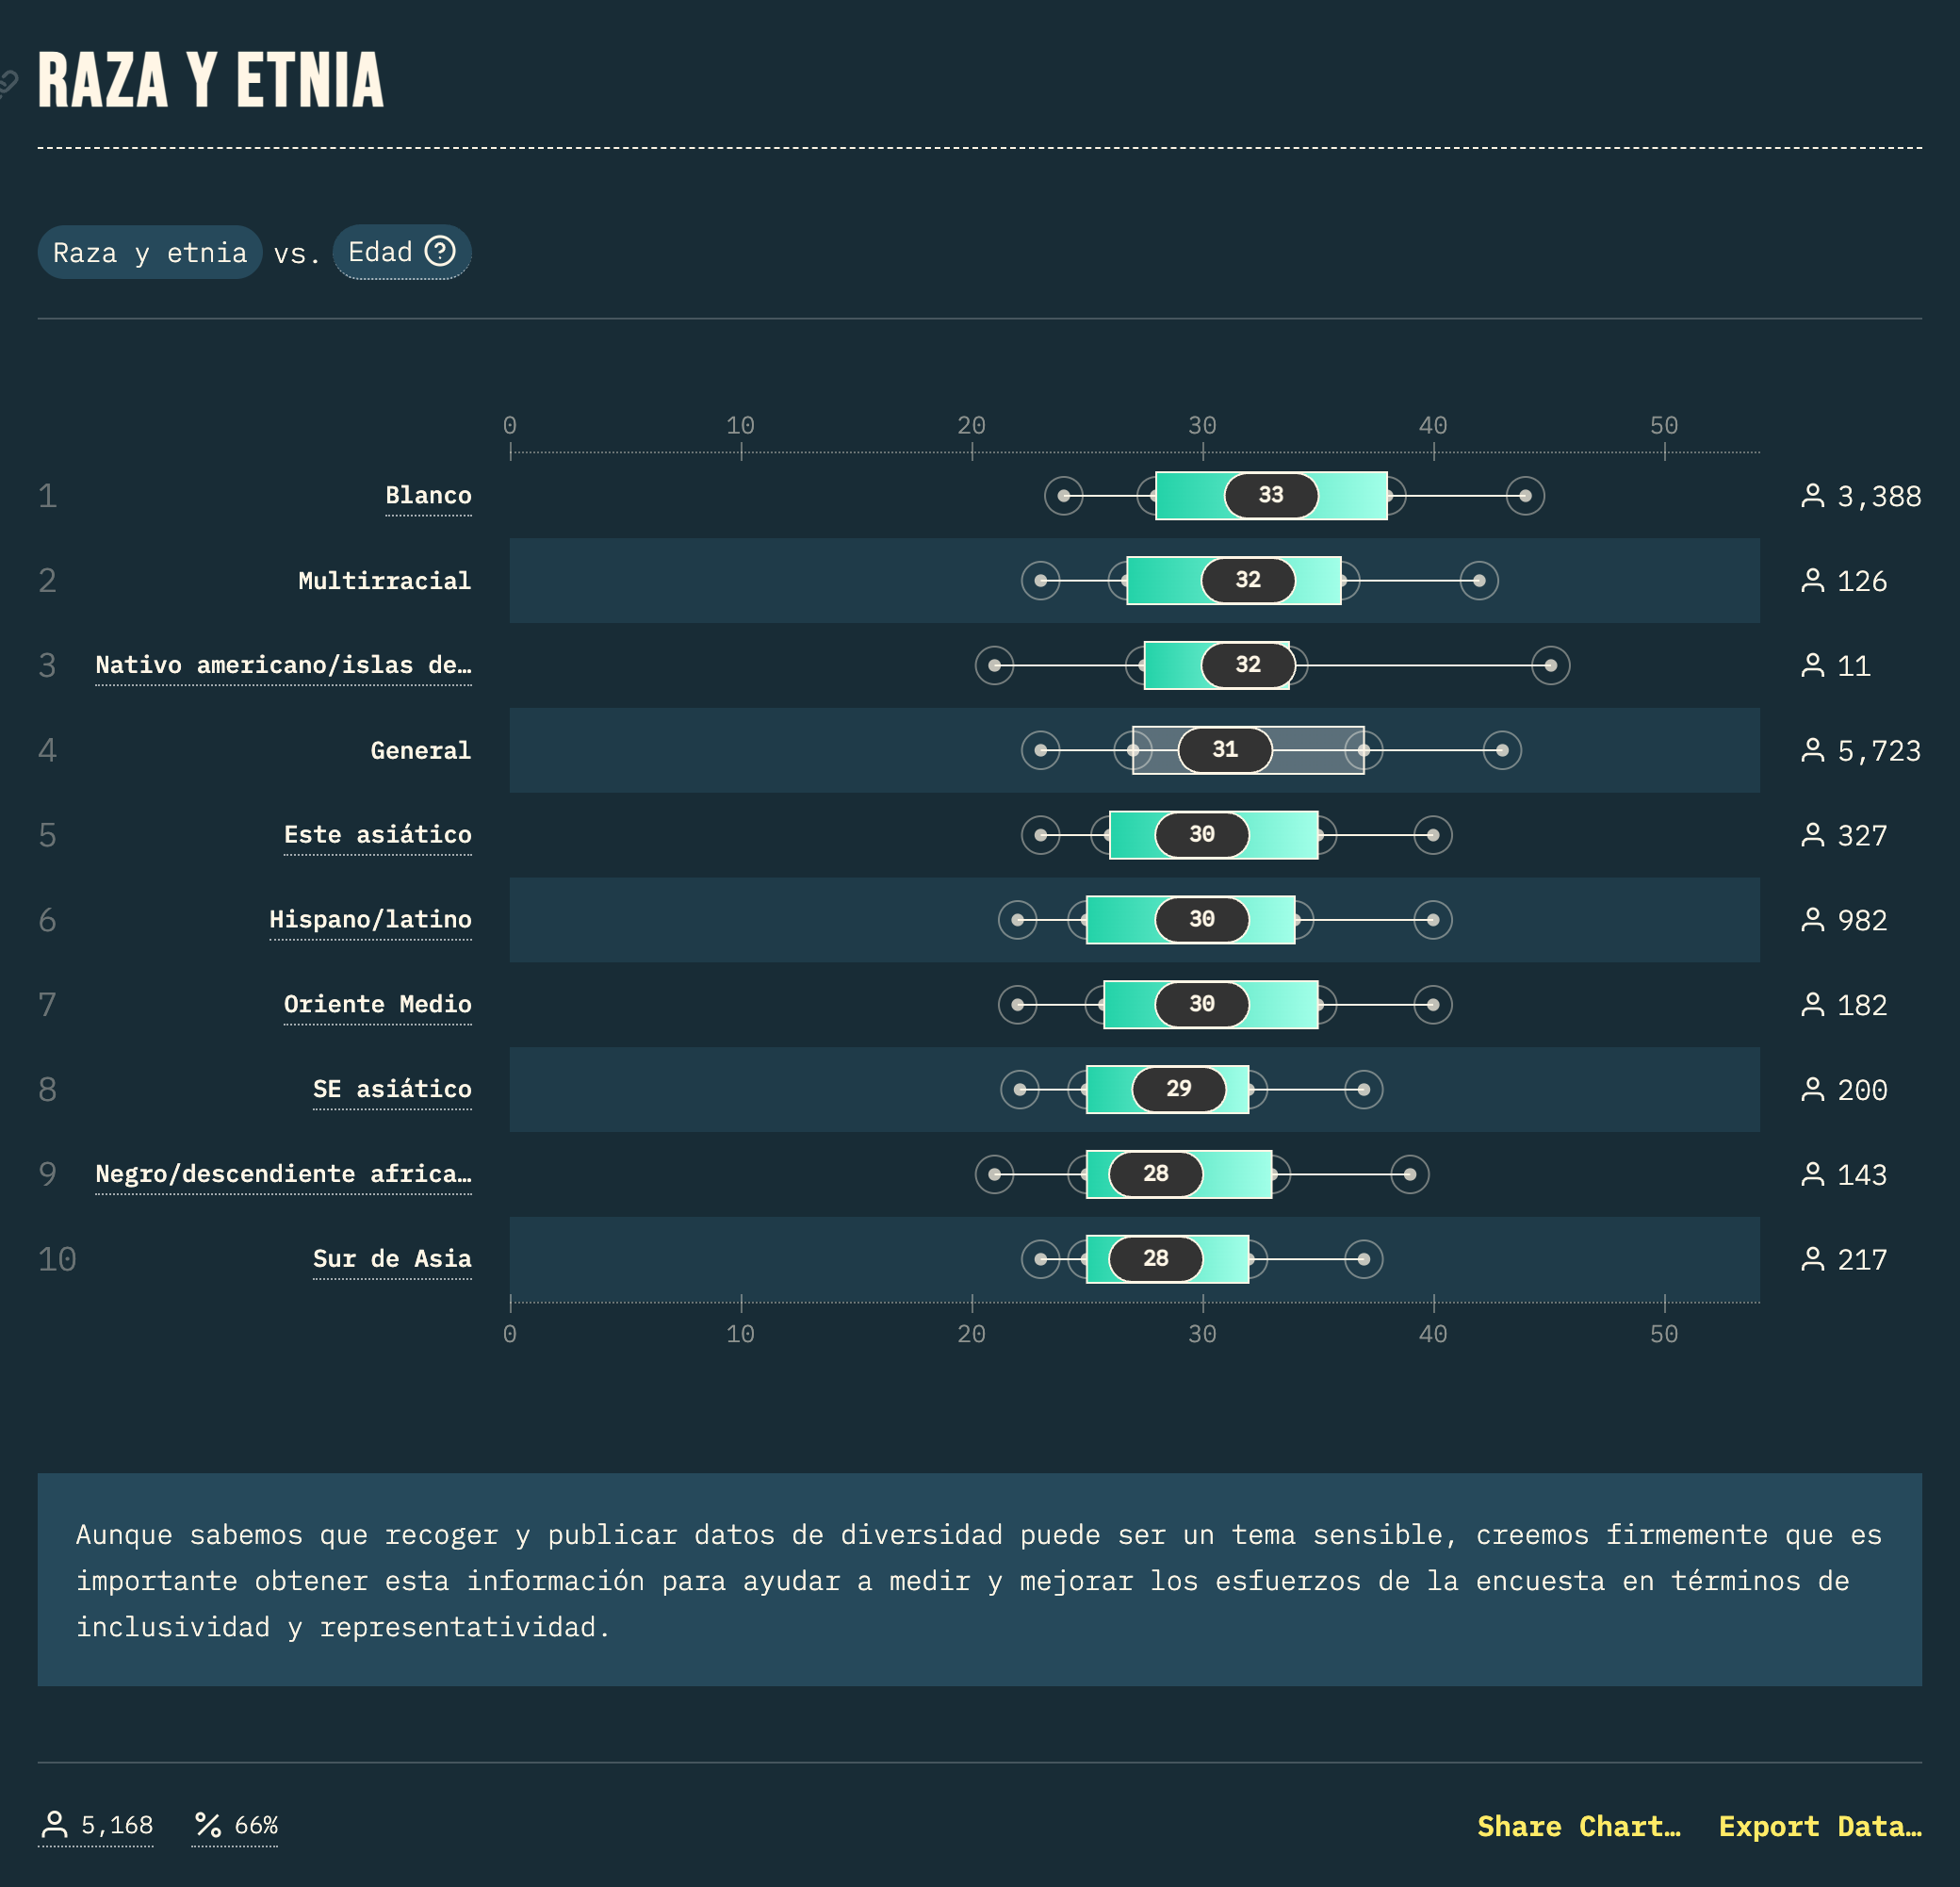 RAZA Y ETNIA
Raza y etnia vs. Edad ?
0 10 20 30 40 50
1 Blanco 33 3,388
2 Multirracial 32 126
3 Nativo americano/islas de… 32 11
4 General 31 5,723
5 Este asiático 30 327
6 Hispano/latino 30 982
7 Oriente Medio 30 182
8 SE asiático 29 200
9 Negro/descendiente africa… 28 143
10 Sur de Asia 28 217
0 10 20 30 40 50
Aunque sabemos que recoger y publicar datos de diversidad puede ser un tema sensible, creemos firmemente que es
importante obtener esta información para ayudar a medir y mejorar los esfuerzos de la encuesta en términos de
inclusividad y representatividad.
5,168 % 66% Share Chart… Export Data…